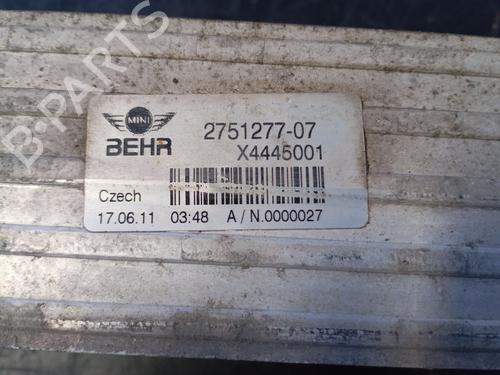 MINI
BEHR
2751277-07
X4445001
Czech
17.06.11 03:48 A / N.0000027
B-Parts